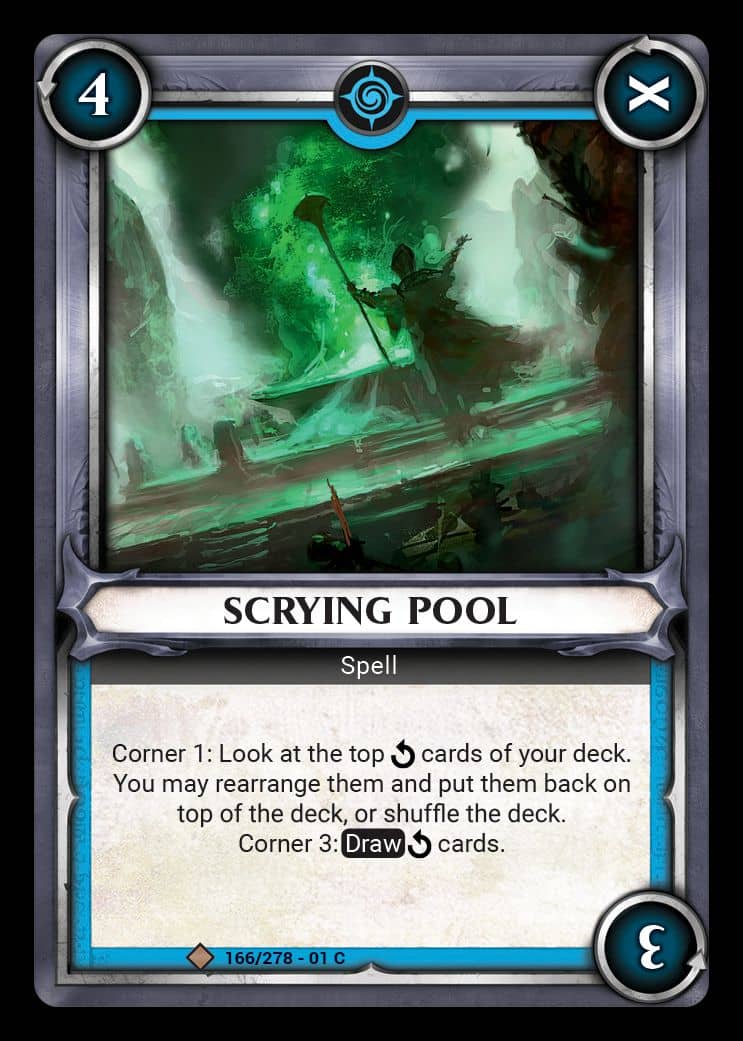 4
X
SCRYING POOL
Spell
Corner 1: Look at the top cards of your deck.
You may rearrange them and put them back on
top of the deck, or shuffle the deck.
Corner 3: Draw cards.
3
166/278 - 01 C